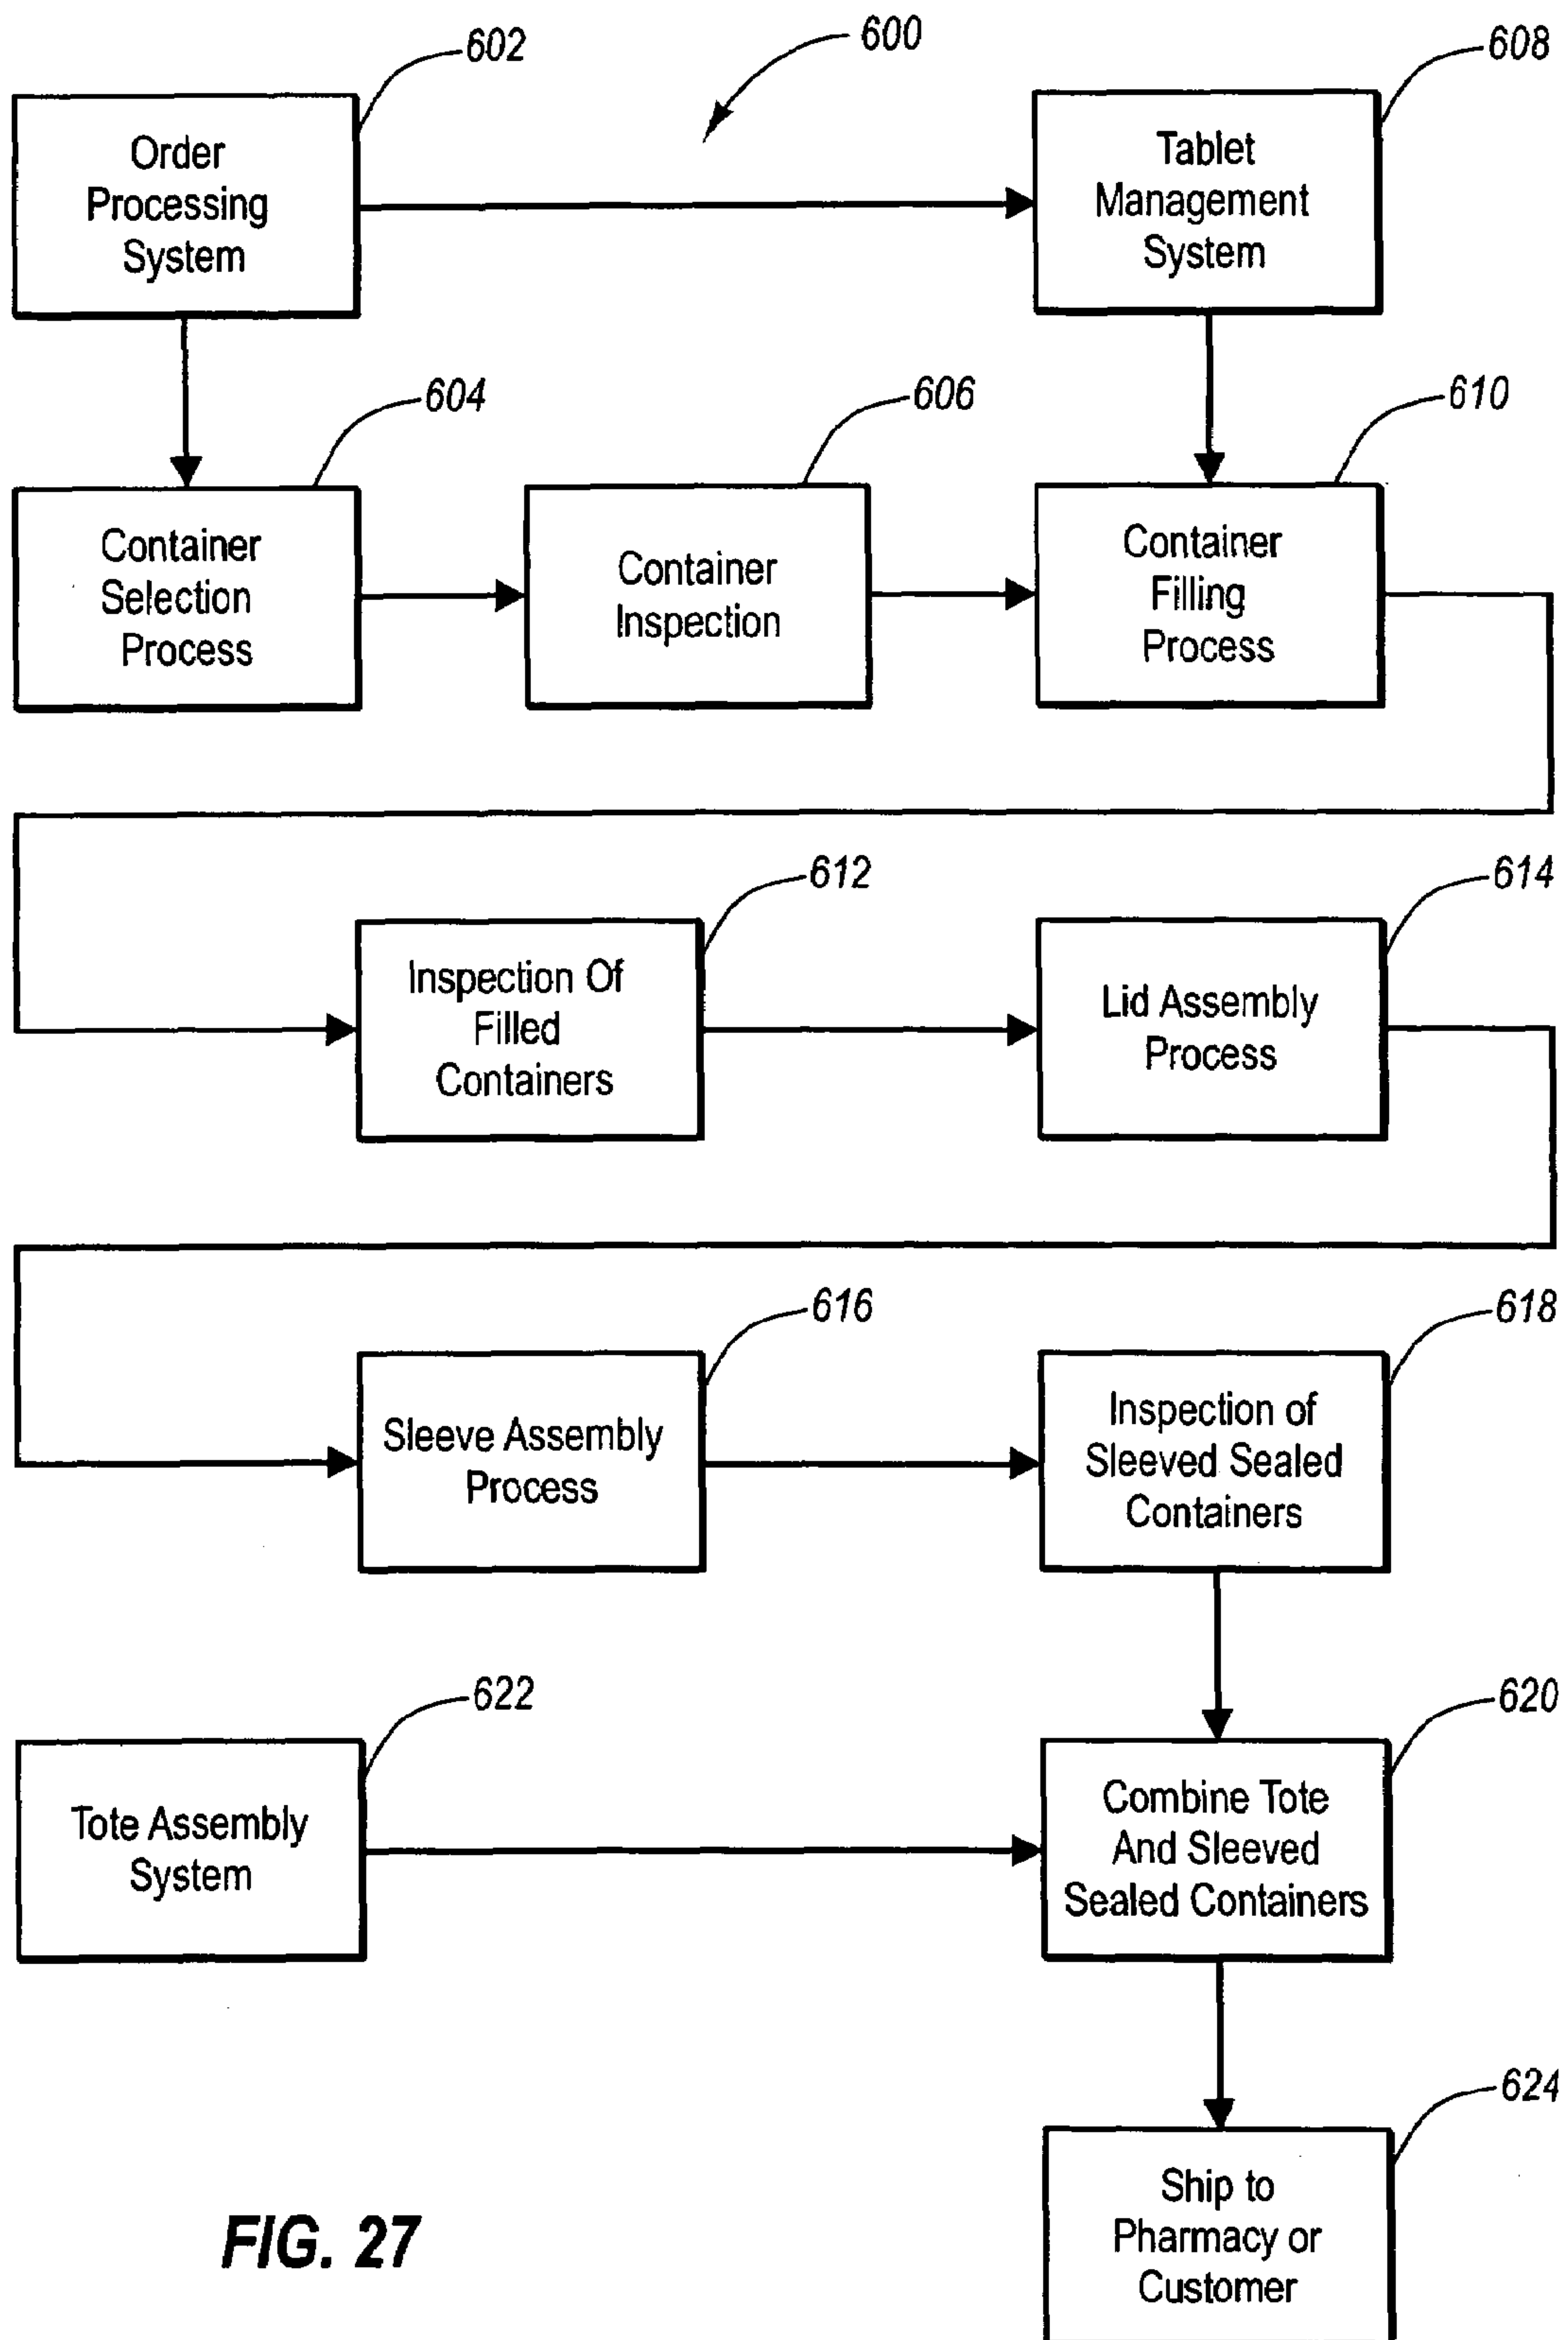 600
602
Order
Processing
System
608
Tablet
Management
System
604
Container
Selection
Process
606
Container
Inspection
610
Container
Filling
Process
612
Inspection Of
Filled
Containers
614
Lid Assembly
Process
616
Sleeve Assembly
Process
618
Inspection of
Sleeved Sealed
Containers
622
Tote Assembly
System
620
Combine Tote
And Sleeved
Sealed Containers
624
Ship to
Pharmacy or
Customer
FIG. 27